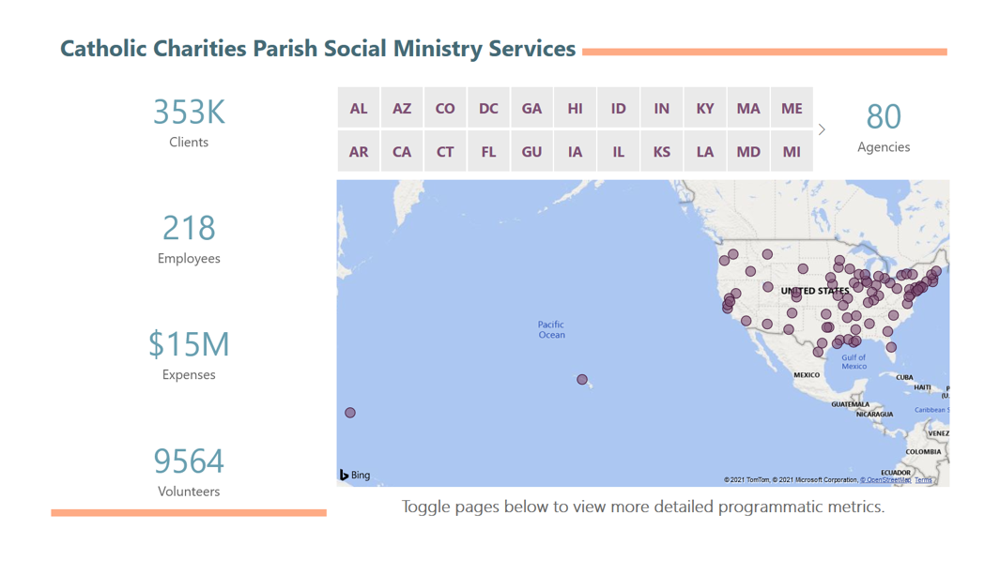 Catholic Charities Parish Social Ministry Services
353K
Clients
218
Employees
$15M
Expenses
9564
Volunteers
AL AZ CO DC GA HI ID IN KY MA ME
AR CA CT FL GU IA IL KS LA MD MI
80
Agencies
UNITED STATES
Pacific
Ocean
Gulf of
Mexico
MEXICO
CUBA
HAITI
P
(U.
GUATEMALA
NICARAGUA
Caribbean S
VENEZ
COLOMBIA
ECUADOR
Bing
© 2021 TomTom, © 2021 Microsoft Corporation, © OpenStreetMap Terms
Toggle pages below to view more detailed programmatic metrics.